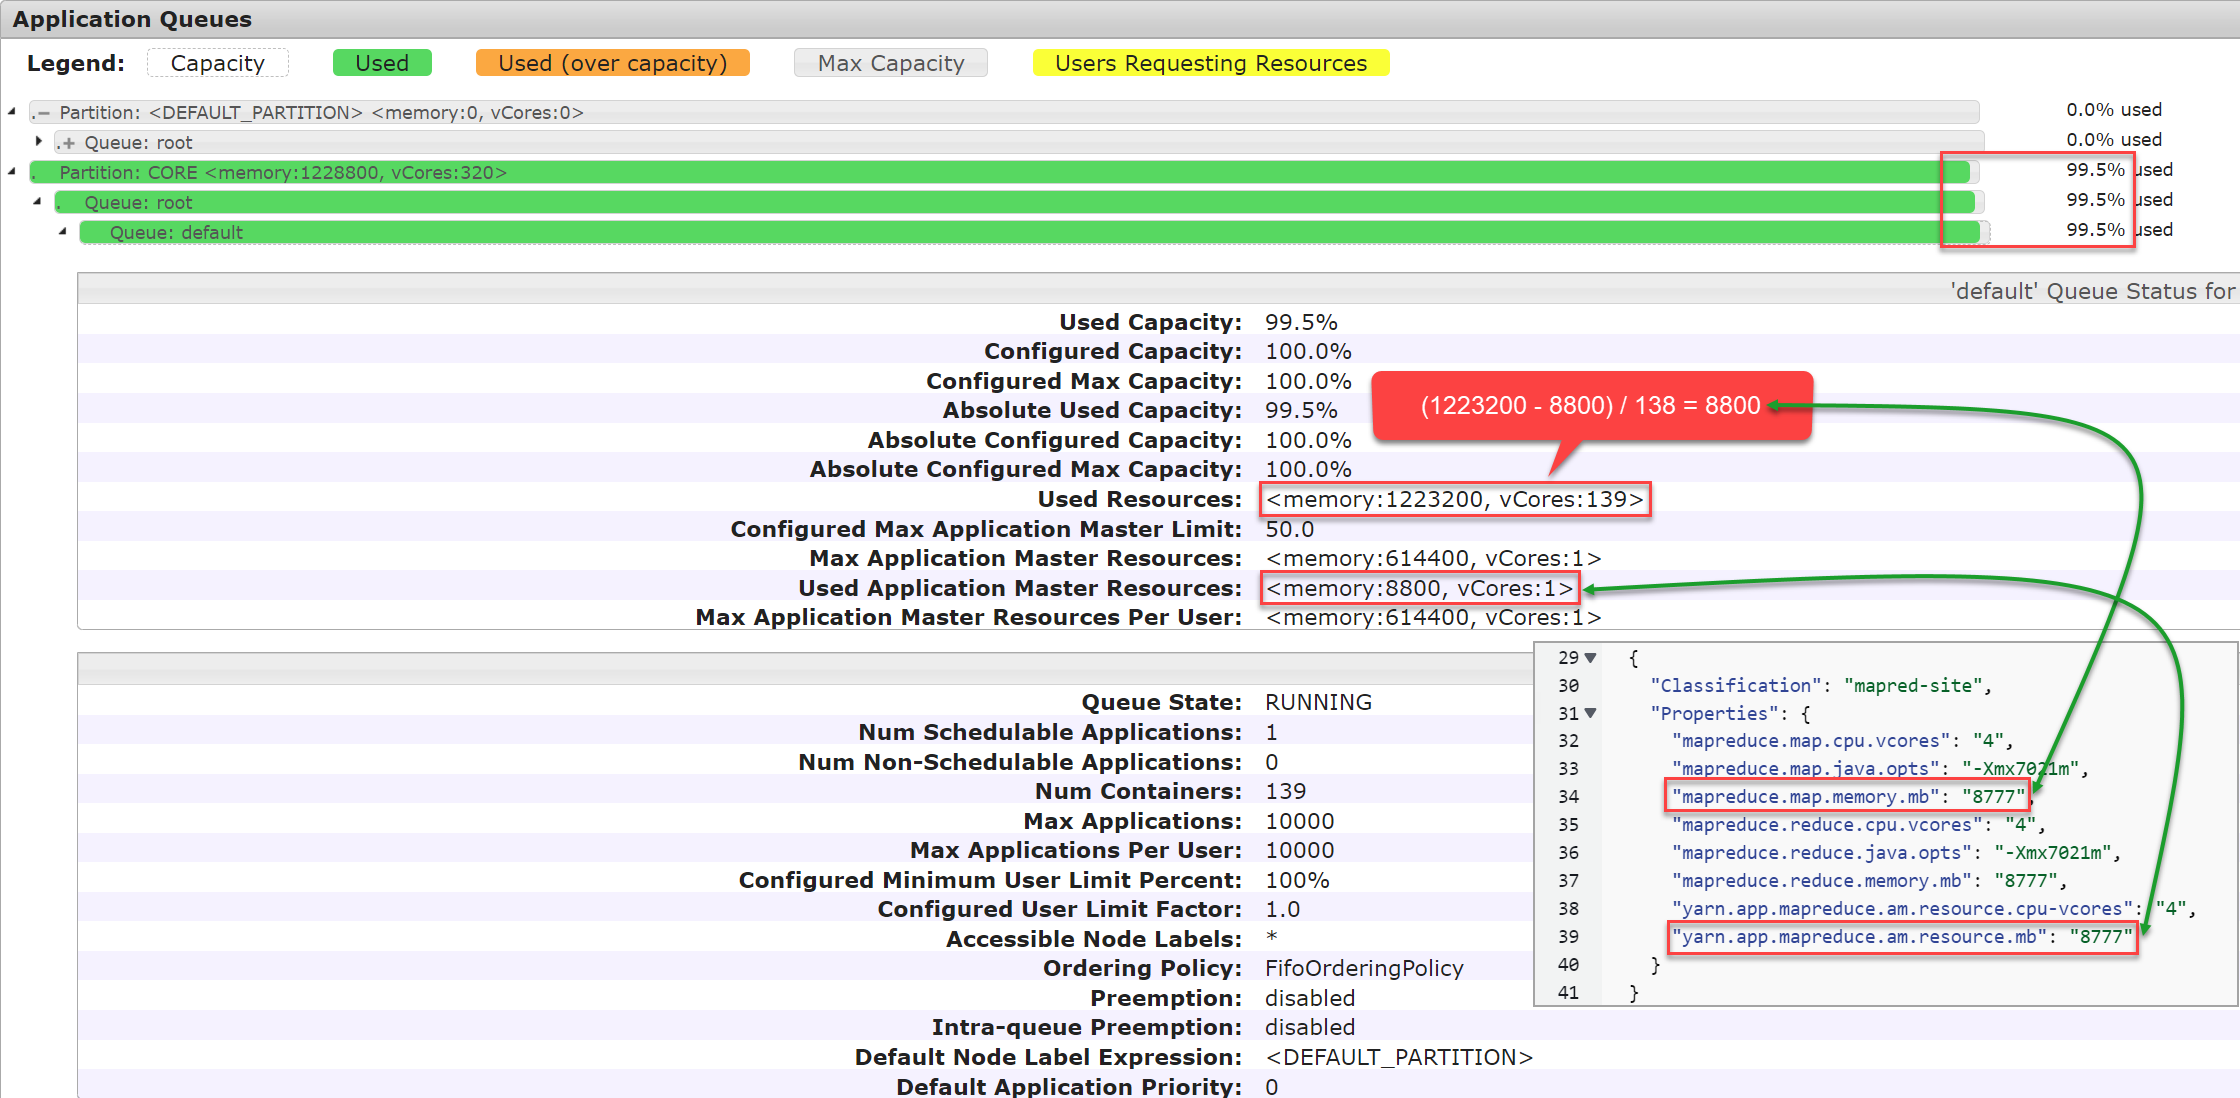 Application Queues
Legend: Capacity Used Used (over capacity) Max Capacity Users Requesting Resources
.− Partition: <DEFAULT_PARTITION> <memory:0, vCores:0> 0.0% used
.+ Queue: root 0.0% used
. Partition: CORE <memory:1228800, vCores:320> 99.5% used
. Queue: root 99.5% used
Queue: default 99.5% used
'default' Queue Status for
Used Capacity: 99.5%
Configured Capacity: 100.0%
Configured Max Capacity: 100.0%
Absolute Used Capacity: 99.5%
(1223200 - 8800) / 138 = 8800
Absolute Configured Capacity: 100.0%
Absolute Configured Max Capacity: 100.0%
Used Resources: <memory:1223200, vCores:139>
Configured Max Application Master Limit: 50.0
Max Application Master Resources: <memory:614400, vCores:1>
Used Application Master Resources: <memory:8800, vCores:1>
Max Application Master Resources Per User: <memory:614400, vCores:1>
Queue State: RUNNING
Num Schedulable Applications: 1
Num Non-Schedulable Applications: 0
Num Containers: 139
Max Applications: 10000
Max Applications Per User: 10000
Configured Minimum User Limit Percent: 100%
Configured User Limit Factor: 1.0
Accessible Node Labels: *
Ordering Policy: FifoOrderingPolicy
Preemption: disabled
Intra-queue Preemption: disabled
Default Node Label Expression: <DEFAULT_PARTITION>
Default Application Priority: 0
29 {
30 "Classification": "mapred-site",
31 "Properties": {
32 "mapreduce.map.cpu.vcores": "4",
33 "mapreduce.map.java.opts": "-Xmx7021m",
34 "mapreduce.map.memory.mb": "8777",
35 "mapreduce.reduce.cpu.vcores": "4",
36 "mapreduce.reduce.java.opts": "-Xmx7021m",
37 "mapreduce.reduce.memory.mb": "8777",
38 "yarn.app.mapreduce.am.resource.cpu-vcores": "4",
39 "yarn.app.mapreduce.am.resource.mb": "8777"
40 }
41 }